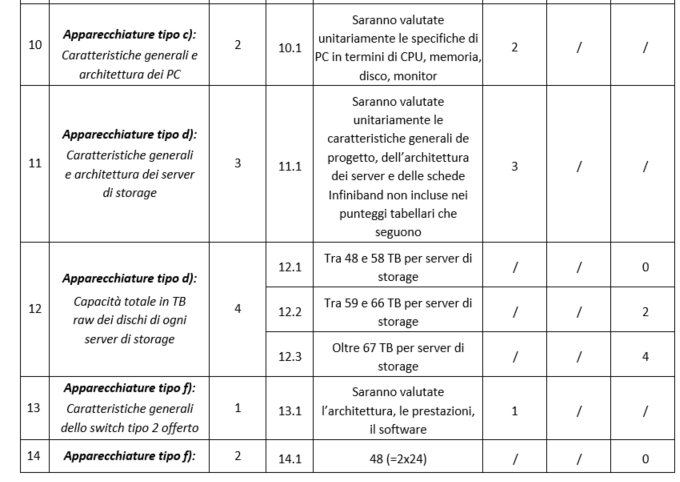 10
Apparecchiature tipo c):
Caratteristiche generali e
architettura dei PC
2
10.1
Saranno valutate
unitariamente le specifiche di
PC in termini di CPU, memoria,
disco, monitor
2
/
/
11
Apparecchiature tipo d):
Caratteristiche generali
e architettura dei server
di storage
3
11.1
Saranno valutate
unitariamente le
caratteristiche generali de
progetto, dell'architettura
dei server e delle schede
Infiniband non incluse nei
punteggi tabellari che
seguono
3
/
/
12
Apparecchiature tipo d):
Capacità totale in TB
raw dei dischi di ogni
server di storage
4
12.1
Tra 48 e 58 TB per server di
storage
/
/
0
12.2
Tra 59 e 66 TB per server di
storage
/
/
2
12.3
Oltre 67 TB per server di
storage
/
/
4
13
Apparecchiature tipo f):
Caratteristiche generali
dello switch tipo 2 offerto
1
13.1
Saranno valutate
l'architettura, le prestazioni,
il software
1
/
/
14
Apparecchiature tipo f):
2
14.1
48 (=2x24)
/
/
0